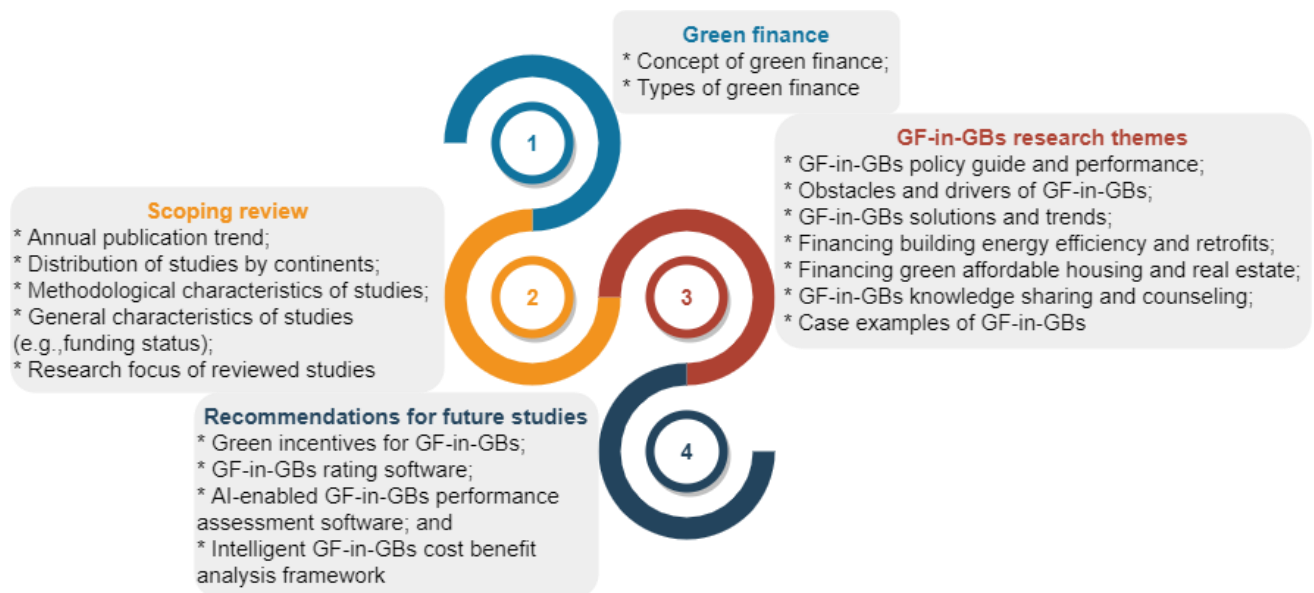 Green finance
* Concept of green finance;
* Types of green finance
1
GF-in-GBs research themes
* GF-in-GBs policy guide and performance;
* Obstacles and drivers of GF-in-GBs;
* GF-in-GBs solutions and trends;
* Financing building energy efficiency and retrofits;
* Financing green affordable housing and real estate;
* GF-in-GBs knowledge sharing and counseling;
* Case examples of GF-in-GBs
Scoping review
* Annual publication trend;
* Distribution of studies by continents;
* Methodological characteristics of studies;
* General characteristics of studies
(e.g.,funding status);
* Research focus of reviewed studies
2
3
Recommendations for future studies
* Green incentives for GF-in-GBs;
* GF-in-GBs rating software;
* AI-enabled GF-in-GBs performance
assessment software; and
* Intelligent GF-in-GBs cost benefit
analysis framework
4